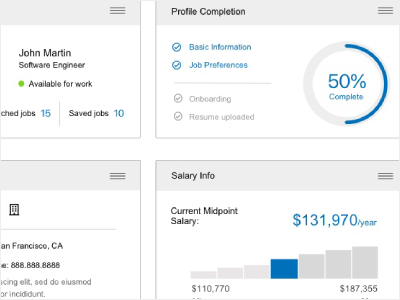 John Martin
Software Engineer
Available for work
ched jobs 15
Saved jobs 10
Profile Completion
Basic Information
Job Preferences
Onboarding
Resume uploaded
50%
Complete
an Francisco, CA
e: 888.888.8888
cing elit, sed do eiusmod
or incididunt.
Salary Info
Current Midpoint
Salary:
$131,970/year
$110,770
$187,355